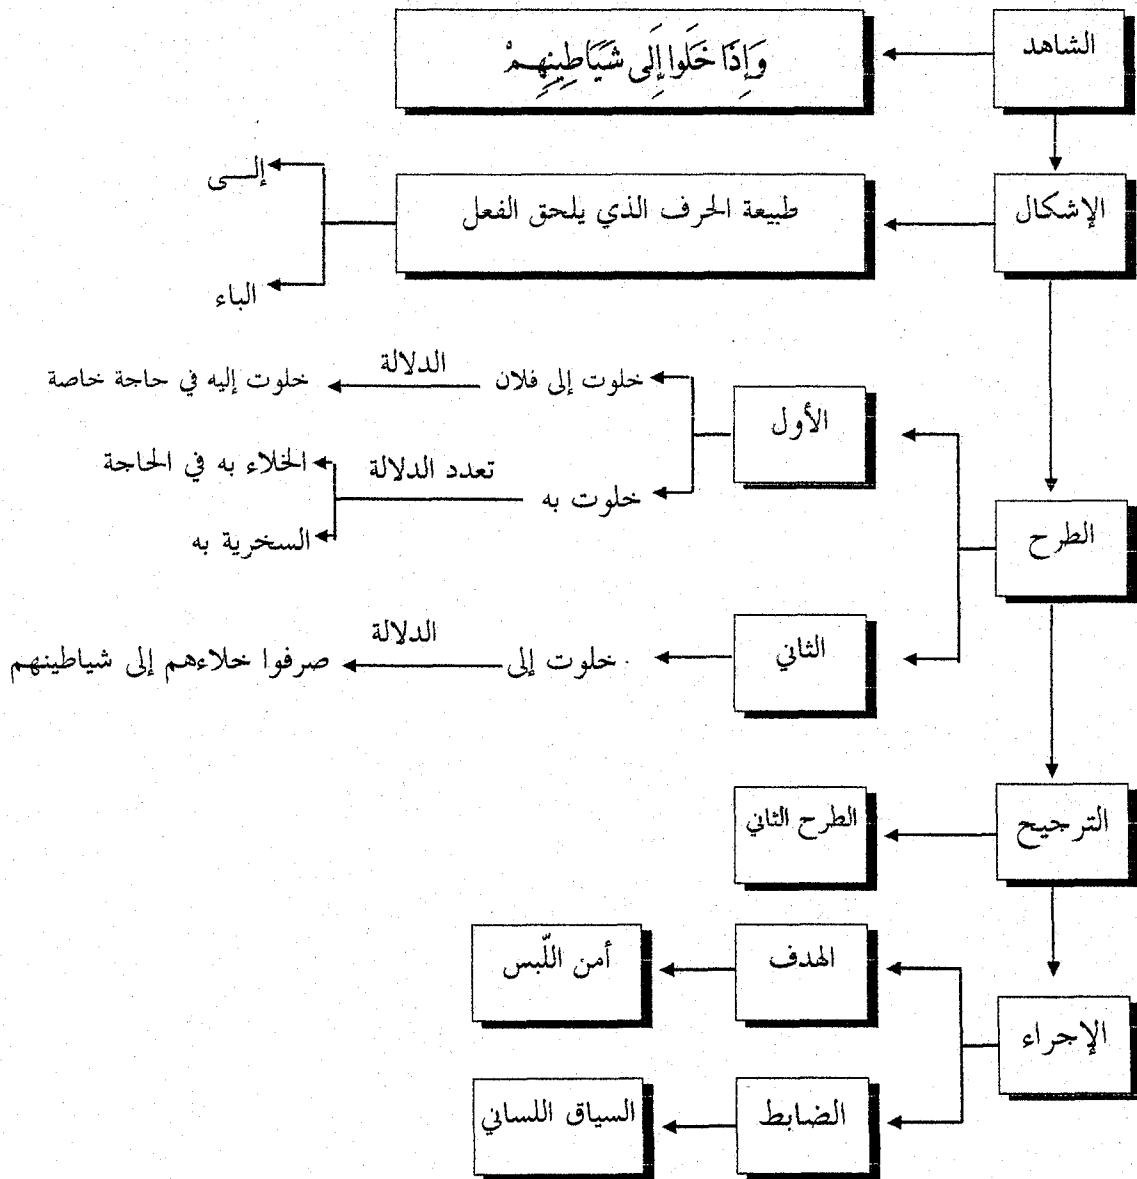 الشاهد
وَإِذَا خَلَوا إِلَى شَيَاطِينِهِمْ
الإشكال
طبيعة الحرف الذي يلحق الفعل
إلــى
الباء
الطرح
الأول
خلوت إلى فلان
الدلالة
خلوت إليه في حاجة خاصة
خلوت به
تعدد الدلالة
الخلاء به في الحاجة
السخرية به
الثاني
خلوت إلى
الدلالة
صرفوا خلاءهم إلى شياطينهم
الترجيح
الطرح الثاني
الإجراء
الهدف
أمن اللّبس
الضابط
السياق اللساني